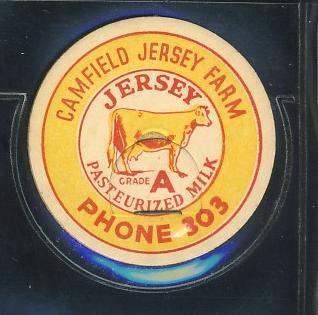 CAMFIELD JERSEY FARM
JERSEY
GRADE A
PASTEURIZED MILK
PHONE 303